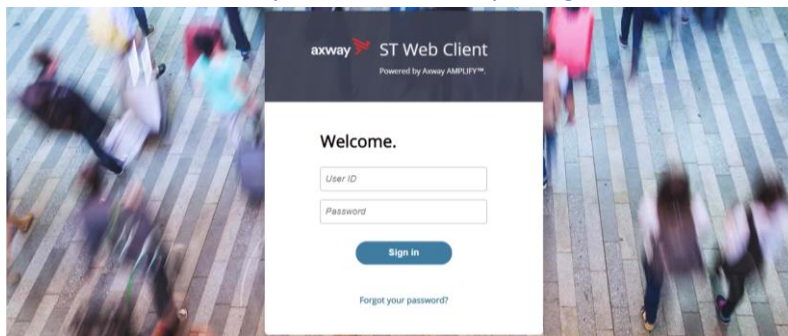 axway ST Web Client
Powered by Axway AMPLIFY™.
Welcome.
User ID
Password
Sign in
Forgot your password?